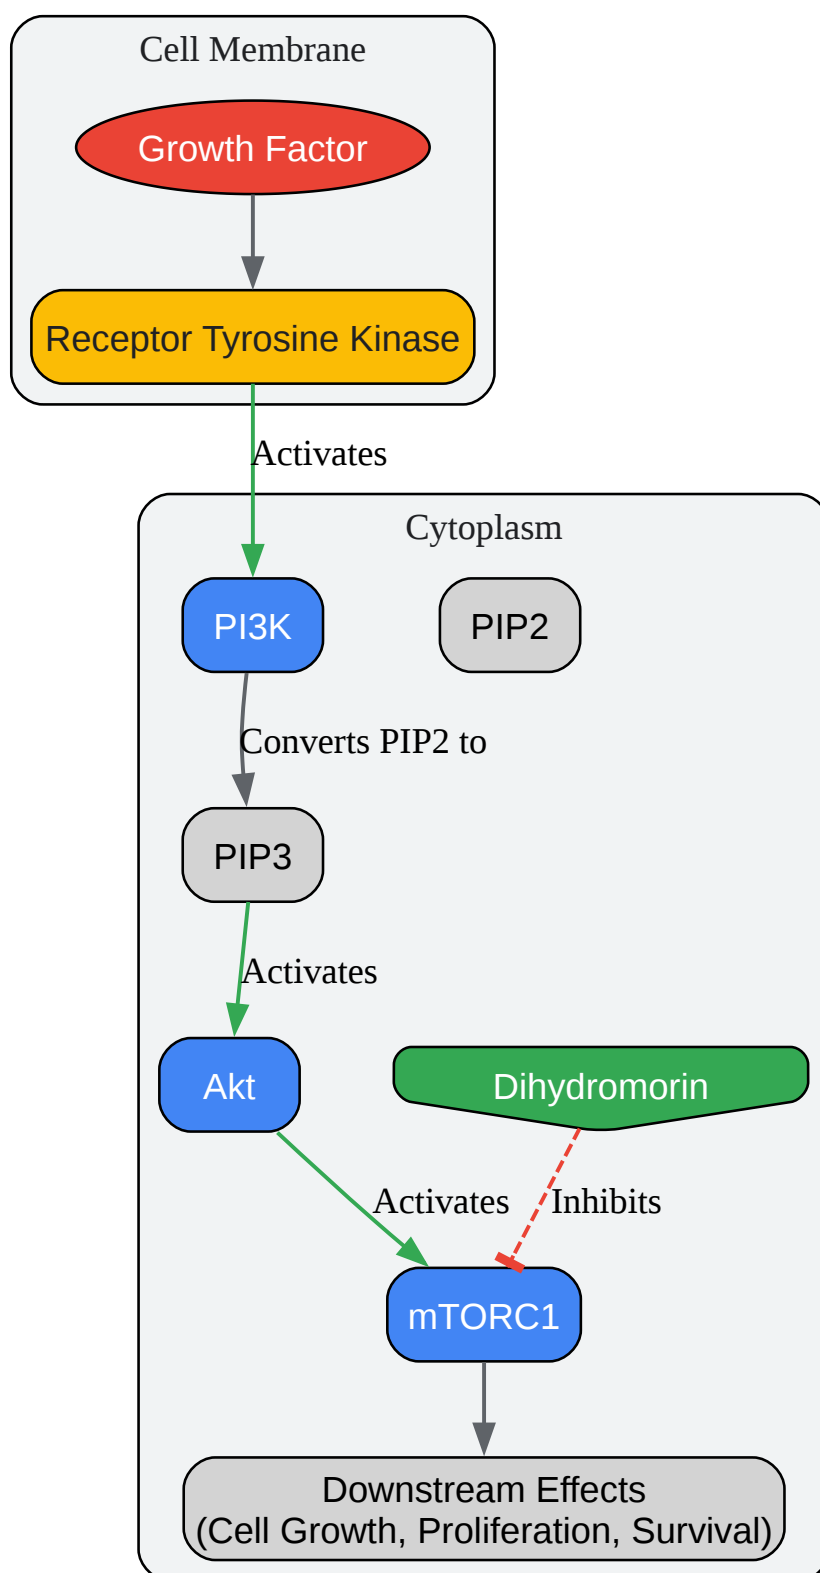 Cell Membrane
Growth Factor
Receptor Tyrosine Kinase
Activates
Cytoplasm
PI3K
PIP2
Converts PIP2 to
PIP3
Activates
Akt
Dihydromorin
Activates
Inhibits
mTORC1
Downstream Effects
(Cell Growth, Proliferation, Survival)